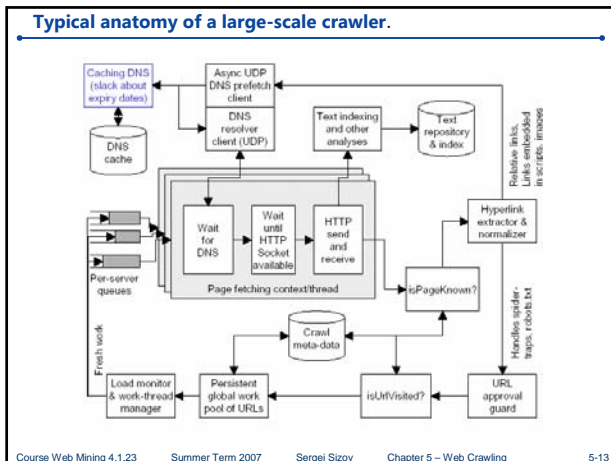 Typical anatomy of a large-scale crawler.
Caching DNS
(slack about
expiry dates)
Async UDP
DNS prefetch
client
DNS
resolver
client (UDP)
Text indexing
and other
analyses
Text
repository
& index
DNS
cache
Relative links,
Links embedded
in scripts, images
Wait
for
DNS
Wait
until
HTTP
Socket
available
HTTP
send
and
receive
Hyperlink
extractor &
normalizer
Per-server
queues
Page fetching context/thread
isPageKnown?
Handles spider-
traps, robots.txt
Crawl
meta-data
Fresh work
Load monitor
& work-thread
manager
Persistent
global work
pool of URLs
isUrlVisited?
URL
approval
guard
Course Web Mining 4.1.23 Summer Term 2007 Sergej Sizov Chapter 5 – Web Crawling 5-13